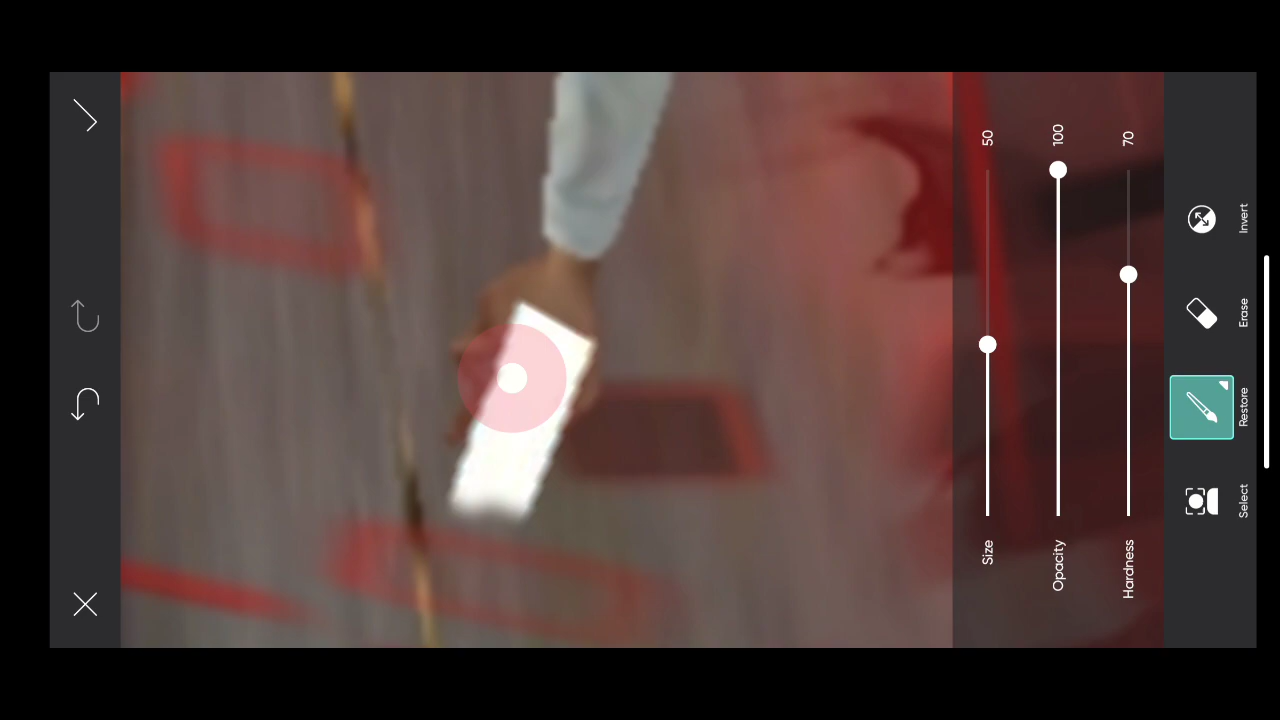 Size 50
Opacity 100
Hardness 70
Select
Restore
Erase
Invert